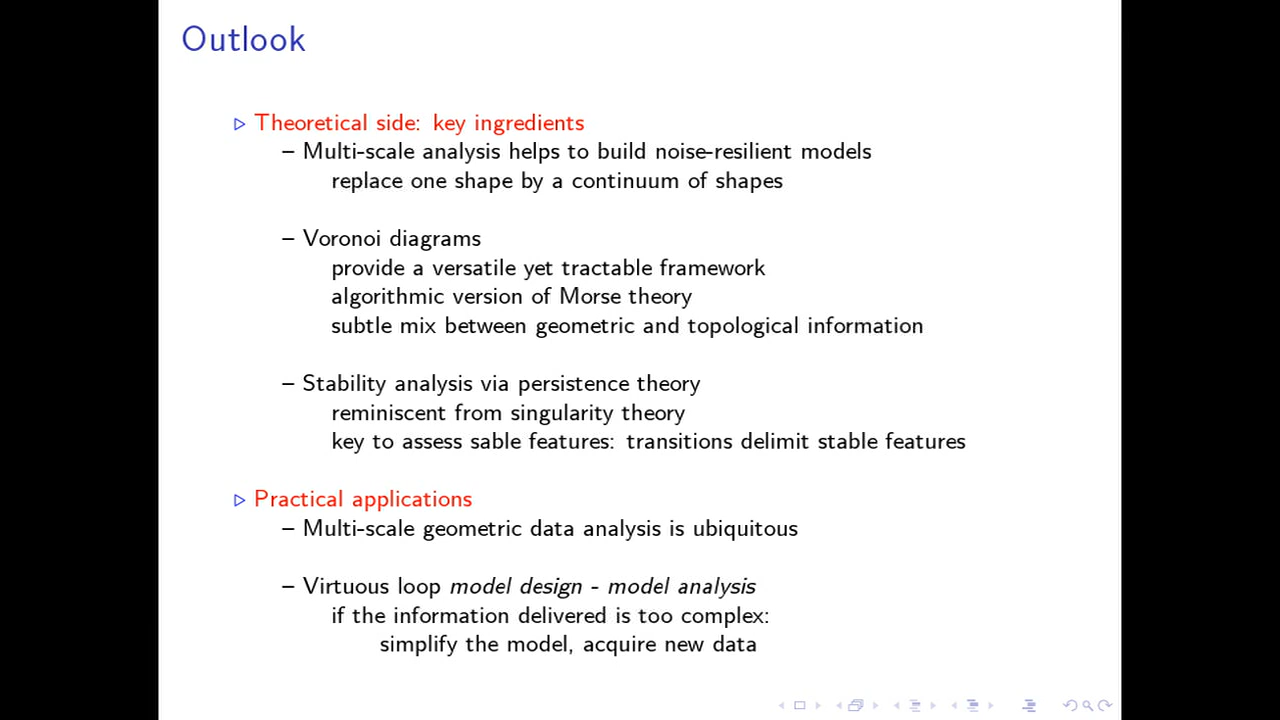 Outlook
▷ Theoretical side: key ingredients
– Multi-scale analysis helps to build noise-resilient models
replace one shape by a continuum of shapes
– Voronoi diagrams
provide a versatile yet tractable framework
algorithmic version of Morse theory
subtle mix between geometric and topological information
– Stability analysis via persistence theory
reminiscent from singularity theory
key to assess sable features: transitions delimit stable features
▷ Practical applications
– Multi-scale geometric data analysis is ubiquitous
– Virtuous loop model design - model analysis
if the information delivered is too complex:
simplify the model, acquire new data